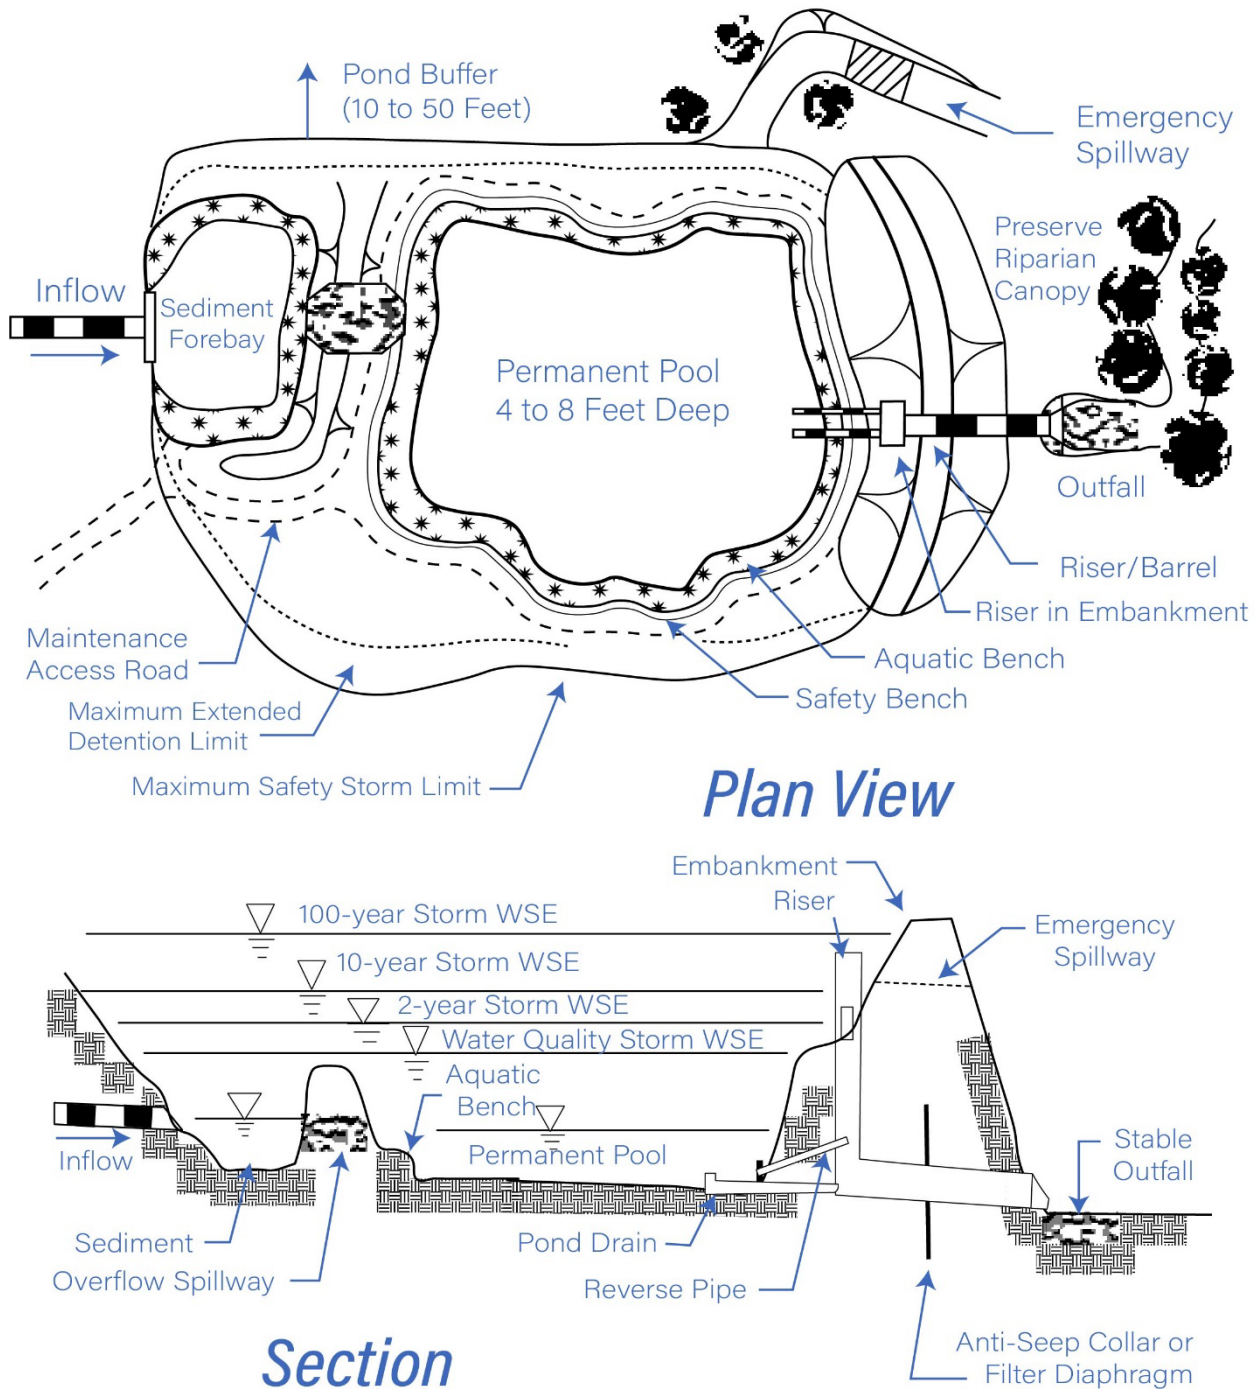 Pond Buffer
(10 to 50 Feet)
Emergency
Spillway
Preserve
Riparian
Canopy
Inflow
Sediment
Forebay
Permanent Pool
4 to 8 Feet Deep
Outfall
Riser/Barrel
Riser in Embankment
Maintenance
Access Road
Aquatic Bench
Safety Bench
Maximum Extended
Detention Limit
Maximum Safety Storm Limit
Plan View
Embankment
Riser
100-year Storm WSE
Emergency
Spillway
10-year Storm WSE
2-year Storm WSE
Water Quality Storm WSE
Aquatic
Bench
Inflow
Permanent Pool
Stable
Outfall
Sediment
Overflow Spillway
Pond Drain
Reverse Pipe
Anti-Seep Collar or
Filter Diaphragm
Section